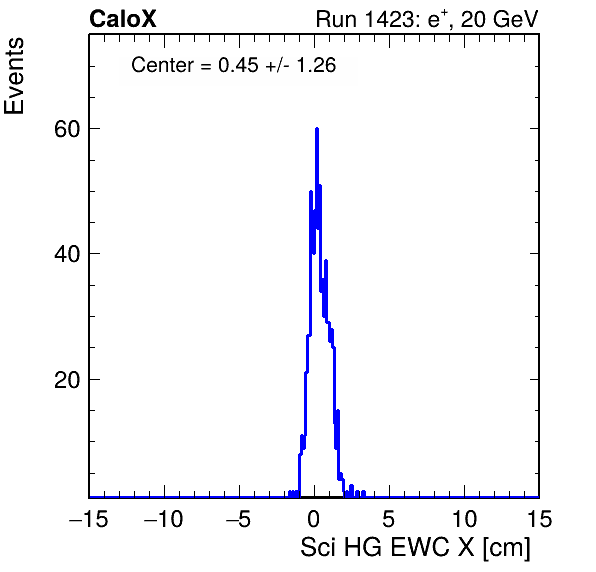 CaloX Run 1423: e⁺, 20 GeV
Events
Center = 0.45 +/- 1.26
60
40
20
−15 −10 −5 0 5 10 15
Sci HG EWC X [cm]